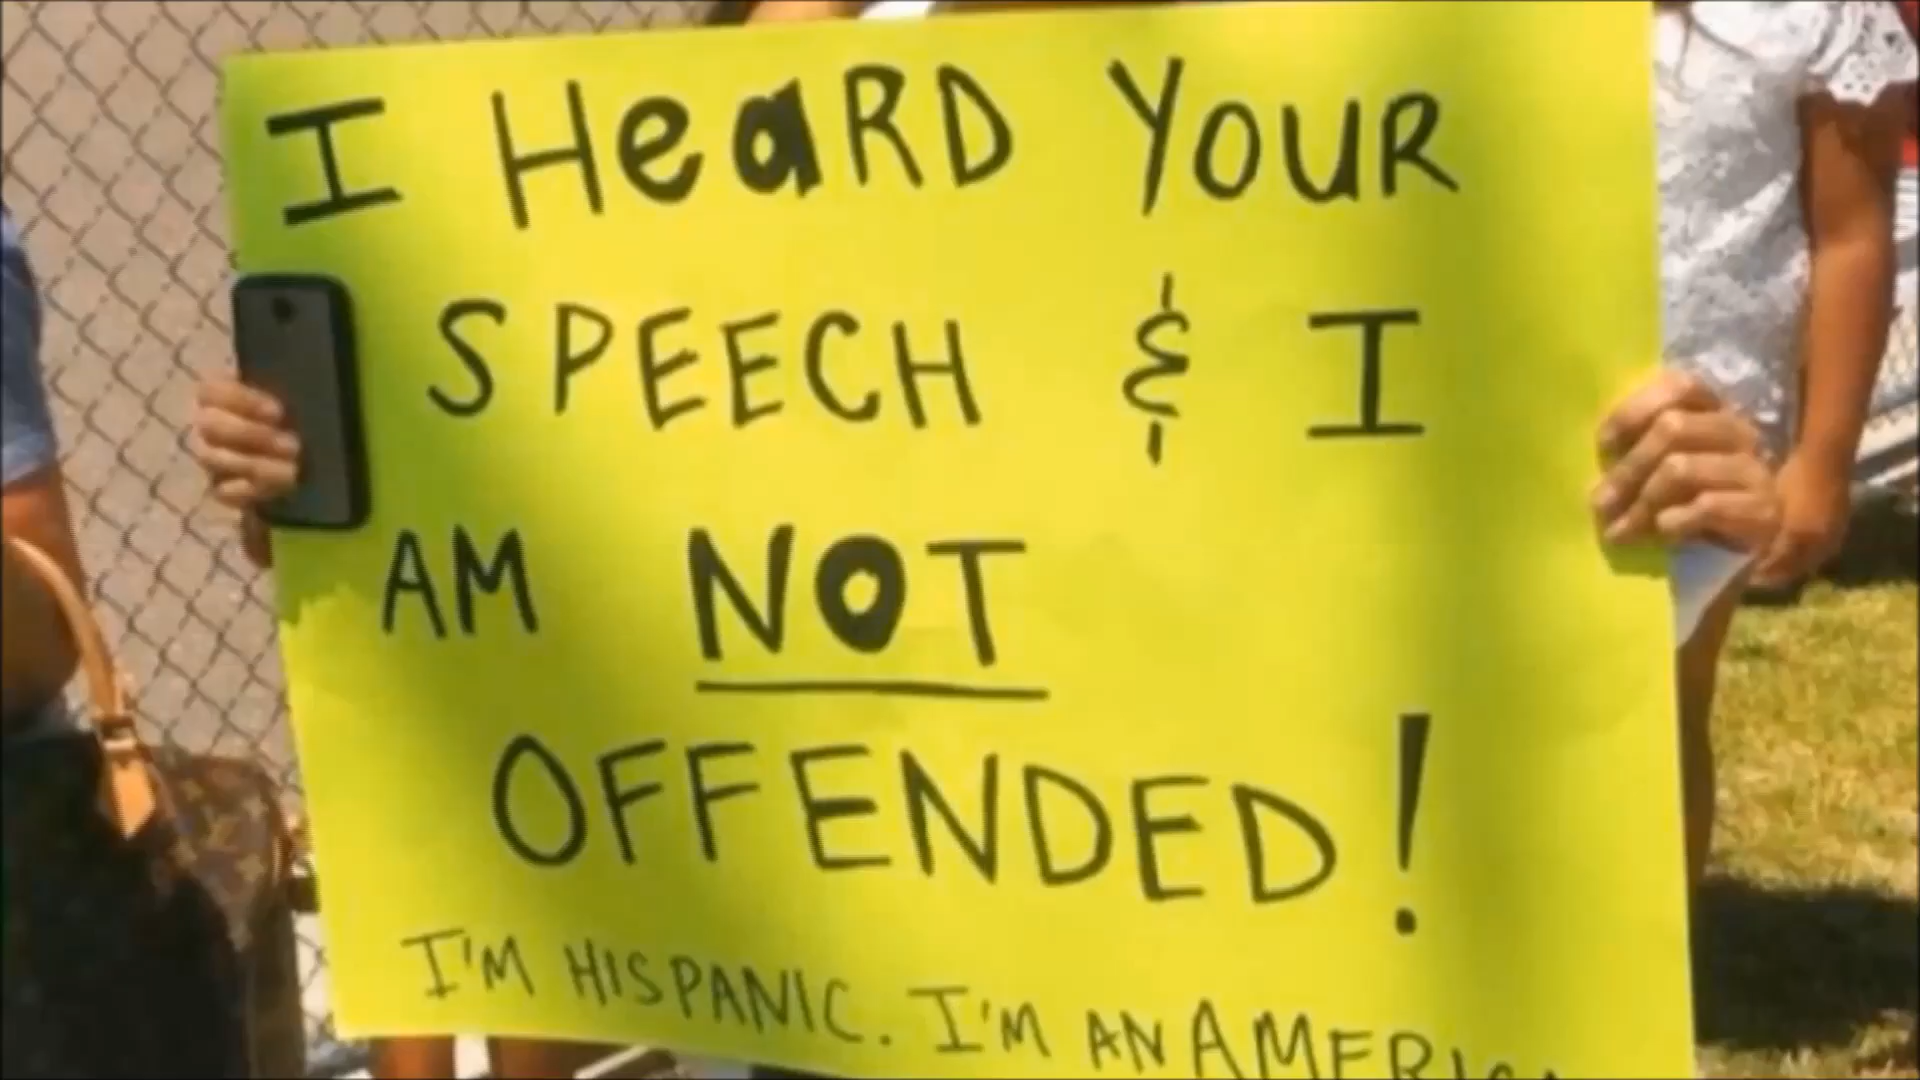 I HeaRD YOUR
SPEECH & I
AM NOT
OFFENDED!
I'M HISPANIC. I'M AN